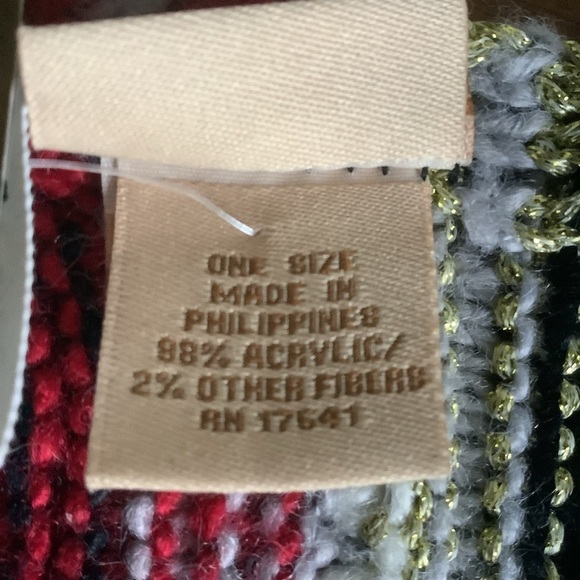 ONE SIZE
MADE IN
PHILIPPINES
98% ACRYLIC/
2% OTHER FIBERS
RN 17641